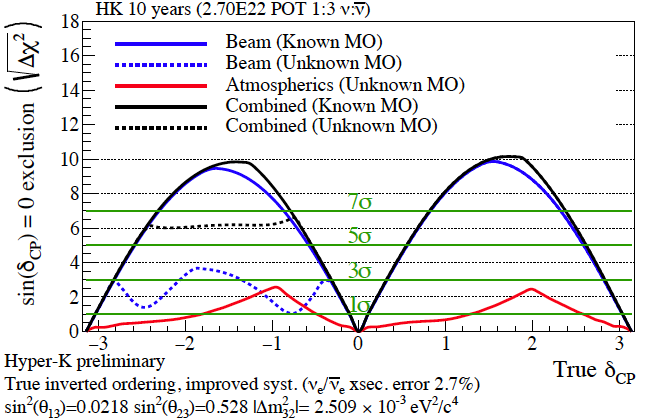 HK 10 years (2.70E22 POT 1:3 ν:ν̅)
sin(δCP) = 0 exclusion (√Δχ²)
18
16
14
12
10
8
6
4
2
0
Beam (Known MO)
Beam (Unknown MO)
Atmospherics (Unknown MO)
Combined (Known MO)
Combined (Unknown MO)
7σ
5σ
3σ
1σ
−3 −2 −1 0 1 2 3
True δCP
Hyper-K preliminary
True inverted ordering, improved syst. (νe/ν̅e xsec. error 2.7%)
sin²(θ13)=0.0218 sin²(θ23)=0.528 |Δm²32|= 2.509 × 10⁻³ eV²/c⁴